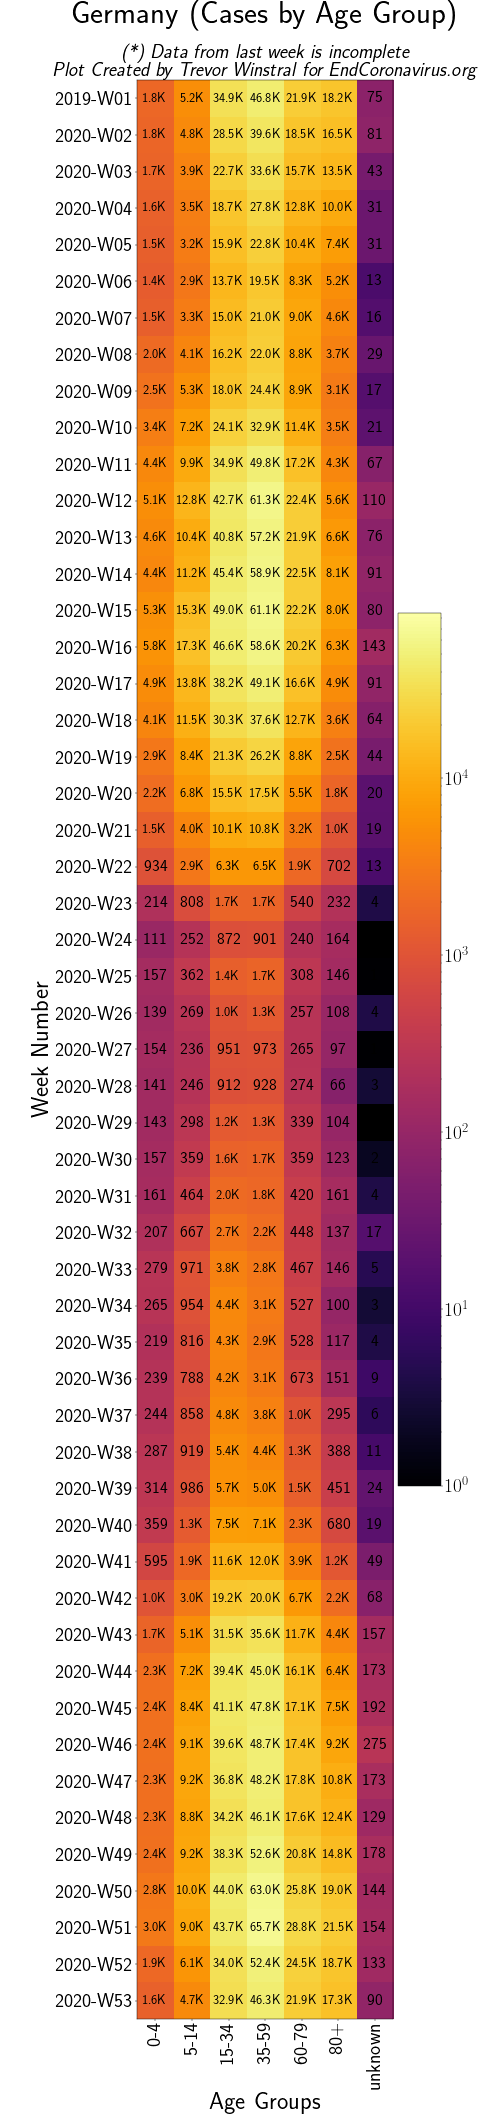 Germany (Cases by Age Group)
(*) Data from last week is incomplete
Plot Created by Trevor Winstral for EndCoronavirus.org
2019-W01 1.8K 5.2K 34.9K 46.8K 21.9K 18.2K 75
2020-W02 1.8K 4.8K 28.5K 39.6K 18.5K 16.5K 81
2020-W03 1.7K 3.9K 22.7K 33.6K 15.7K 13.5K 43
2020-W04 1.6K 3.5K 18.7K 27.8K 12.8K 10.0K 31
2020-W05 1.5K 3.2K 15.9K 22.8K 10.4K 7.4K 31
2020-W06 1.4K 2.9K 13.7K 19.5K 8.3K 5.2K 13
2020-W07 1.5K 3.3K 15.0K 21.0K 9.0K 4.6K 16
2020-W08 2.0K 4.1K 16.2K 22.0K 8.8K 3.7K 29
2020-W09 2.5K 5.3K 18.0K 24.4K 8.9K 3.1K 17
2020-W10 3.4K 7.2K 24.1K 32.9K 11.4K 3.5K 21
2020-W11 4.4K 9.9K 34.9K 49.8K 17.2K 4.3K 67
2020-W12 5.1K 12.8K 42.7K 61.3K 22.4K 5.6K 110
2020-W13 4.6K 10.4K 40.8K 57.2K 21.9K 6.6K 76
2020-W14 4.4K 11.2K 45.4K 58.9K 22.5K 8.1K 91
2020-W15 5.3K 15.3K 49.0K 61.1K 22.2K 8.0K 80
2020-W16 5.8K 17.3K 46.6K 58.6K 20.2K 6.3K 143
2020-W17 4.9K 13.8K 38.2K 49.1K 16.6K 4.9K 91
2020-W18 4.1K 11.5K 30.3K 37.6K 12.7K 3.6K 64
2020-W19 2.9K 8.4K 21.3K 26.2K 8.8K 2.5K 44
2020-W20 2.2K 6.8K 15.5K 17.5K 5.5K 1.8K 20
2020-W21 1.5K 4.0K 10.1K 10.8K 3.2K 1.0K 19
2020-W22 934 2.9K 6.3K 6.5K 1.9K 702 13
2020-W23 214 808 1.7K 1.7K 540 232 4
2020-W24 111 252 872 901 240 164
2020-W25 157 362 1.4K 1.7K 308 146
2020-W26 139 269 1.0K 1.3K 257 108 4
2020-W27 154 236 951 973 265 97
2020-W28 141 246 912 928 274 66 3
2020-W29 143 298 1.2K 1.3K 339 104
2020-W30 157 359 1.6K 1.7K 359 123 2
2020-W31 161 464 2.0K 1.8K 420 161 4
2020-W32 207 667 2.7K 2.2K 448 137 17
2020-W33 279 971 3.8K 2.8K 467 146 5
2020-W34 265 954 4.4K 3.1K 527 100 3
2020-W35 219 816 4.3K 2.9K 528 117 4
2020-W36 239 788 4.2K 3.1K 673 151 9
2020-W37 244 858 4.8K 3.8K 1.0K 295 6
2020-W38 287 919 5.4K 4.4K 1.3K 388 11
2020-W39 314 986 5.7K 5.0K 1.5K 451 24
2020-W40 359 1.3K 7.5K 7.1K 2.3K 680 19
2020-W41 595 1.9K 11.6K 12.0K 3.9K 1.2K 49
2020-W42 1.0K 3.0K 19.2K 20.0K 6.7K 2.2K 68
2020-W43 1.7K 5.1K 31.5K 35.6K 11.7K 4.4K 157
2020-W44 2.3K 7.2K 39.4K 45.0K 16.1K 6.4K 173
2020-W45 2.4K 8.4K 41.1K 47.8K 17.1K 7.5K 192
2020-W46 2.4K 9.1K 39.6K 48.7K 17.4K 9.2K 275
2020-W47 2.3K 9.2K 36.8K 48.2K 17.8K 10.8K 173
2020-W48 2.3K 8.8K 34.2K 46.1K 17.6K 12.4K 129
2020-W49 2.4K 9.2K 38.3K 52.6K 20.8K 14.8K 178
2020-W50 2.8K 10.0K 44.0K 63.0K 25.8K 19.0K 144
2020-W51 3.0K 9.0K 43.7K 65.7K 28.8K 21.5K 154
2020-W52 1.9K 6.1K 34.0K 52.4K 24.5K 18.7K 133
2020-W53 1.6K 4.7K 32.9K 46.3K 21.9K 17.3K 90
0-4 5-14 15-34 35-59 60-79 80+ unknown
Age Groups
Week Number
10⁴
10³
10²
10¹
10⁰